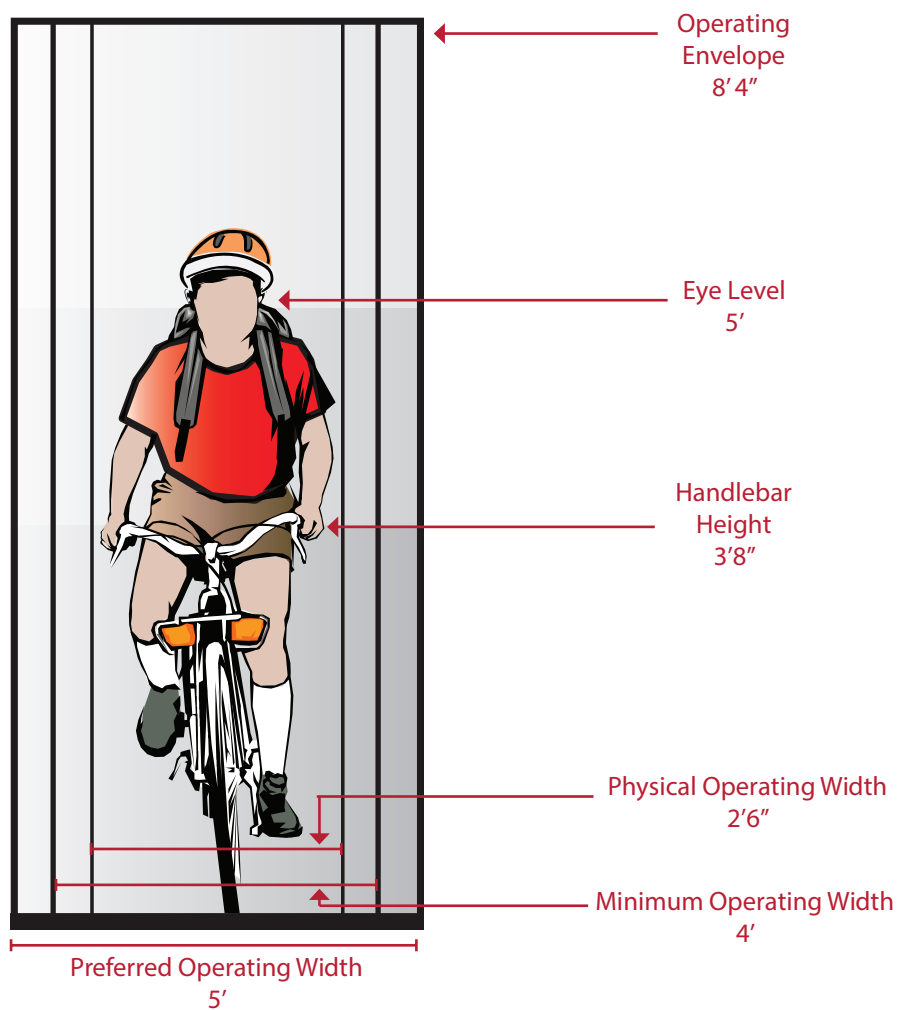 Operating
Envelope
8’ 4”
Eye Level
5’
Handlebar
Height
3’8”
Physical Operating Width
2’6”
Minimum Operating Width
4’
Preferred Operating Width
5’